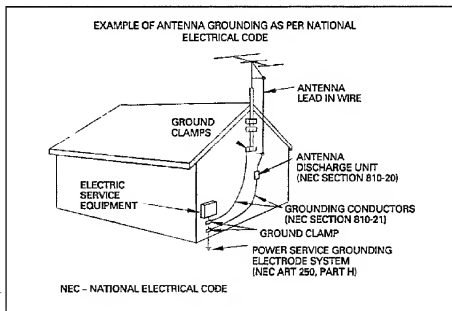 EXAMPLE OF ANTENNA GROUNDING AS PER NATIONAL
ELECTRICAL CODE
ANTENNA
LEAD IN WIRE
GROUND
CLAMPS
ANTENNA
DISCHARGE UNIT
(NEC SECTION 810-20)
ELECTRIC
SERVICE
EQUIPMENT
GROUNDING CONDUCTORS
(NEC SECTION 810-21)
GROUND CLAMP
POWER SERVICE GROUNDING
ELECTRODE SYSTEM
(NEC ART 250, PART H)
NEC - NATIONAL ELECTRICAL CODE